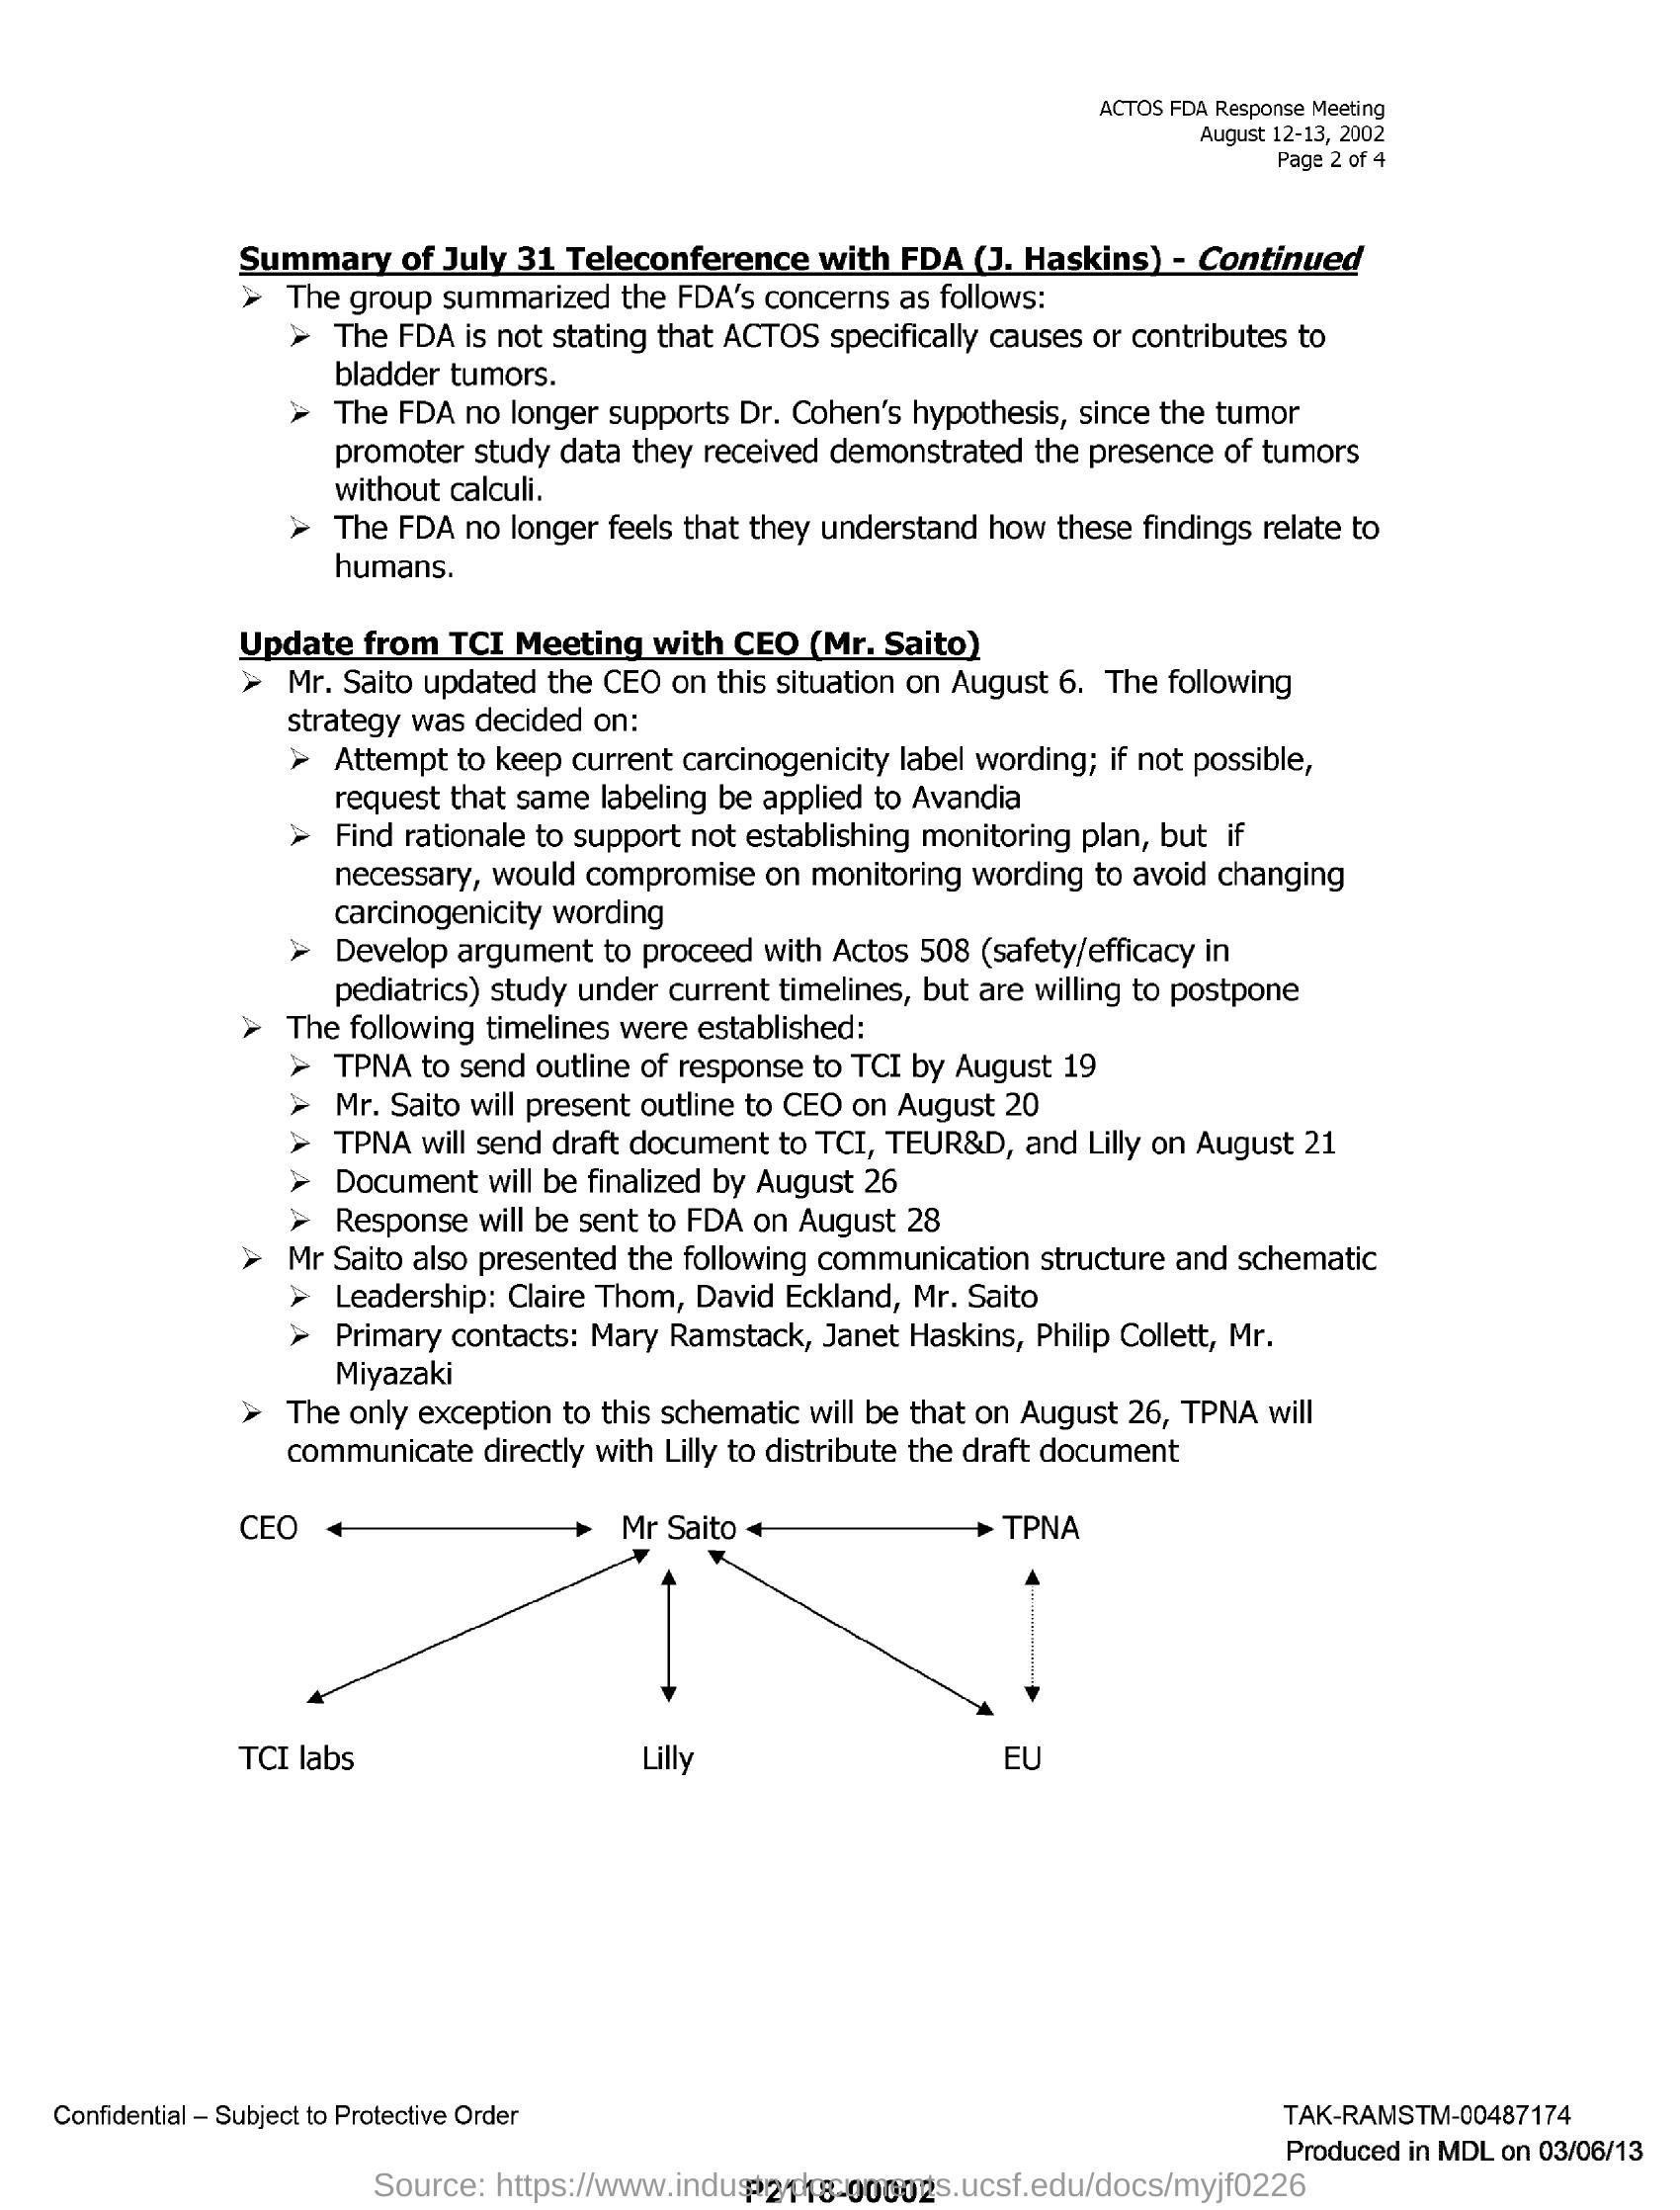 ACTOS FDA Response Meeting
August 12-13, 2002
Page 2 of 4
Summary of July 31 Teleconference with FDA (J. Haskins) - Continued
➢ The group summarized the FDA's concerns as follows:
➢ The FDA is not stating that ACTOS specifically causes or contributes to
bladder tumors.
➢ The FDA no longer supports Dr. Cohen's hypothesis, since the tumor
promoter study data they received demonstrated the presence of tumors
without calculi.
➢ The FDA no longer feels that they understand how these findings relate to
humans.
Update from TCI Meeting with CEO (Mr. Saito)
➢ Mr. Saito updated the CEO on this situation on August 6. The following
strategy was decided on:
➢ Attempt to keep current carcinogenicity label wording; if not possible,
request that same labeling be applied to Avandia
➢ Find rationale to support not establishing monitoring plan, but if
necessary, would compromise on monitoring wording to avoid changing
carcinogenicity wording
➢ Develop argument to proceed with Actos 508 (safety/efficacy in
pediatrics) study under current timelines, but are willing to postpone
➢ The following timelines were established:
➢ TPNA to send outline of response to TCI by August 19
➢ Mr. Saito will present outline to CEO on August 20
➢ TPNA will send draft document to TCI, TEUR&D, and Lilly on August 21
➢ Document will be finalized by August 26
➢ Response will be sent to FDA on August 28
➢ Mr Saito also presented the following communication structure and schematic
➢ Leadership: Claire Thom, David Eckland, Mr. Saito
➢ Primary contacts: Mary Ramstack, Janet Haskins, Philip Collett, Mr.
Miyazaki
➢ The only exception to this schematic will be that on August 26, TPNA will
communicate directly with Lilly to distribute the draft document
CEO Mr Saito TPNA
TCI labs Lilly EU
Confidential – Subject to Protective Order
TAK-RAMSTM-00487174
Produced in MDL on 03/06/13
Source: https://www.industrydocuments.ucsf.edu/docs/myjf0226
P2118-00002